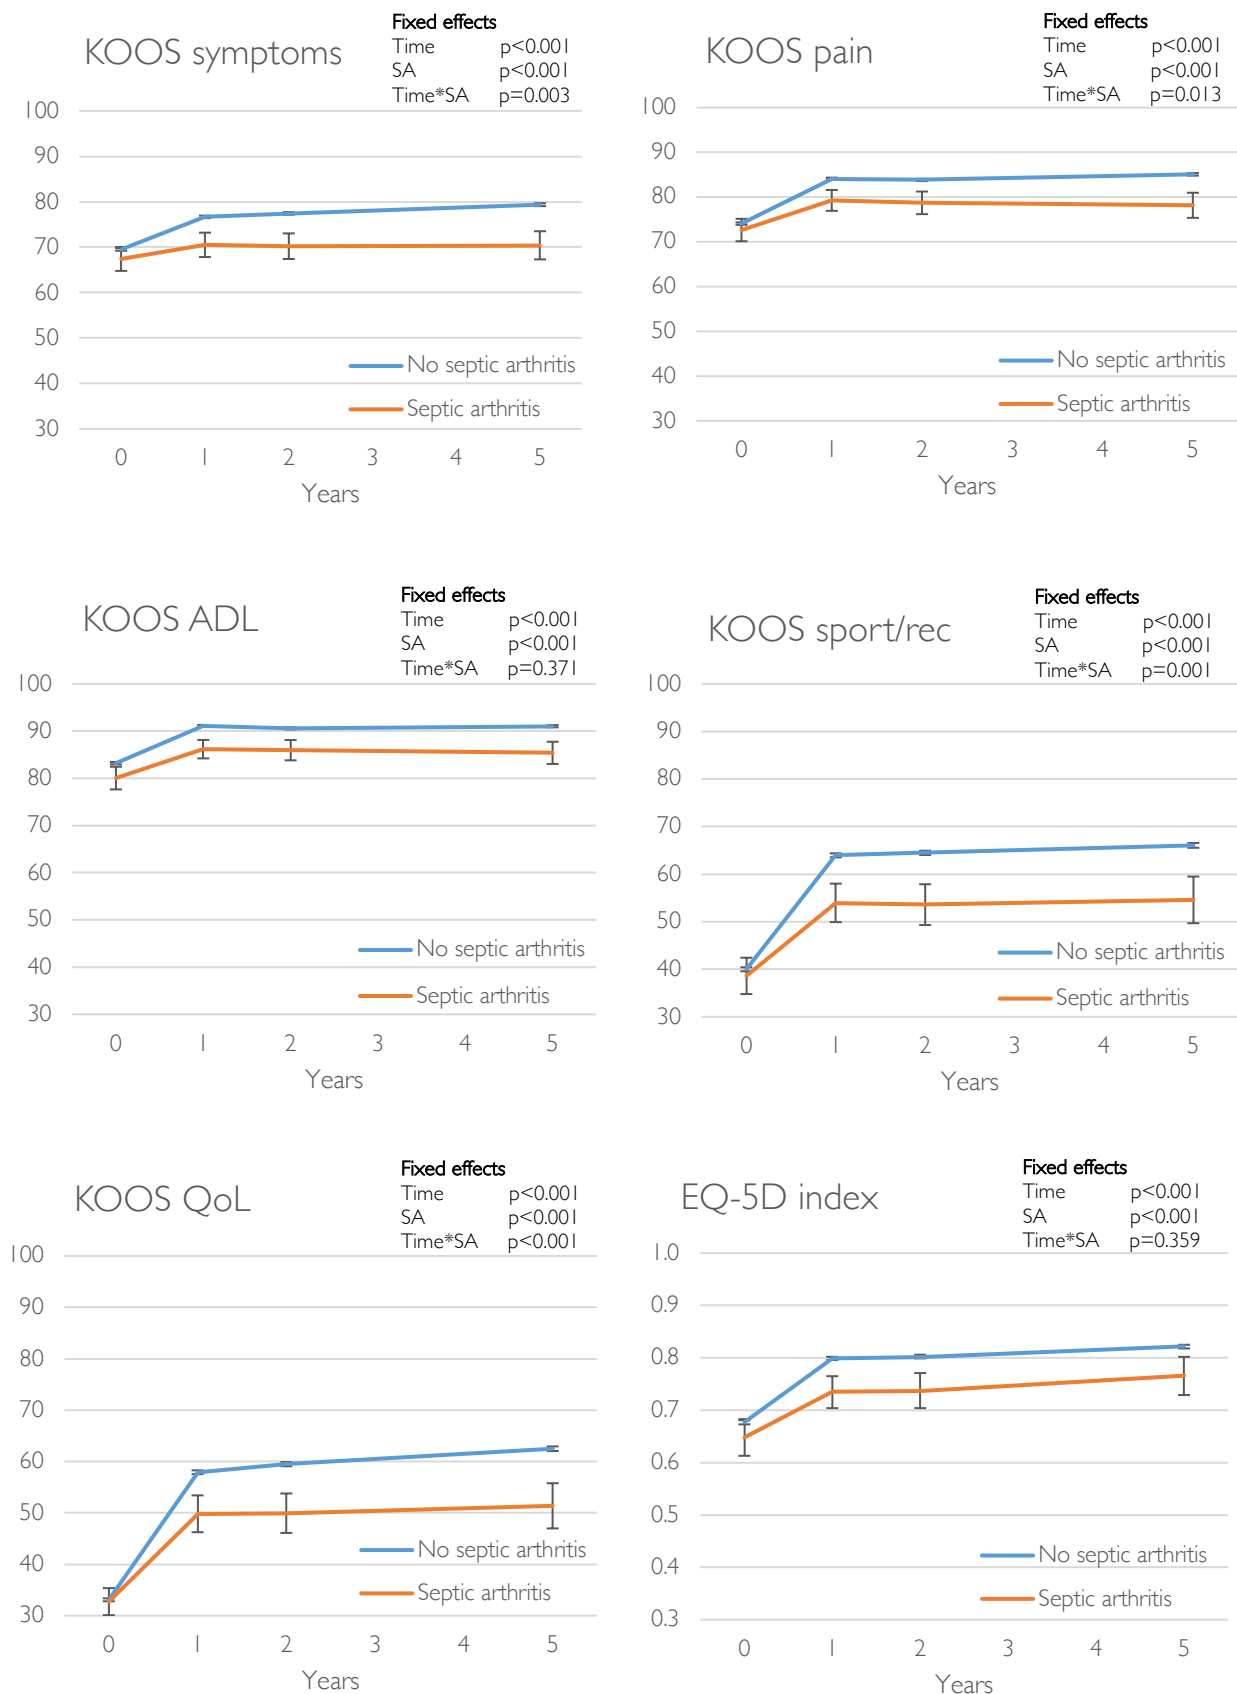 KOOS symptoms
Fixed effects
Time p<0.001
SA p<0.001
Time*SA p=0.003
100
90
80
70
60
50
40
30
No septic arthritis
Septic arthritis
0 1 2 3 4 5
Years
KOOS pain
Fixed effects
Time p<0.001
SA p<0.001
Time*SA p=0.013
100
90
80
70
60
50
40
30
No septic arthritis
Septic arthritis
0 1 2 3 4 5
Years
KOOS ADL
Fixed effects
Time p<0.001
SA p<0.001
Time*SA p=0.371
100
90
80
70
60
50
40
30
No septic arthritis
Septic arthritis
0 1 2 3 4 5
Years
KOOS sport/rec
Fixed effects
Time p<0.001
SA p<0.001
Time*SA p=0.001
100
90
80
70
60
50
40
30
No septic arthritis
Septic arthritis
0 1 2 3 4 5
Years
KOOS QoL
Fixed effects
Time p<0.001
SA p<0.001
Time*SA p<0.001
100
90
80
70
60
50
40
30
No septic arthritis
Septic arthritis
0 1 2 3 4 5
Years
EQ-5D index
Fixed effects
Time p<0.001
SA p<0.001
Time*SA p=0.359
1.0
0.9
0.8
0.7
0.6
0.5
0.4
0.3
No septic arthritis
Septic arthritis
0 1 2 3 4 5
Years